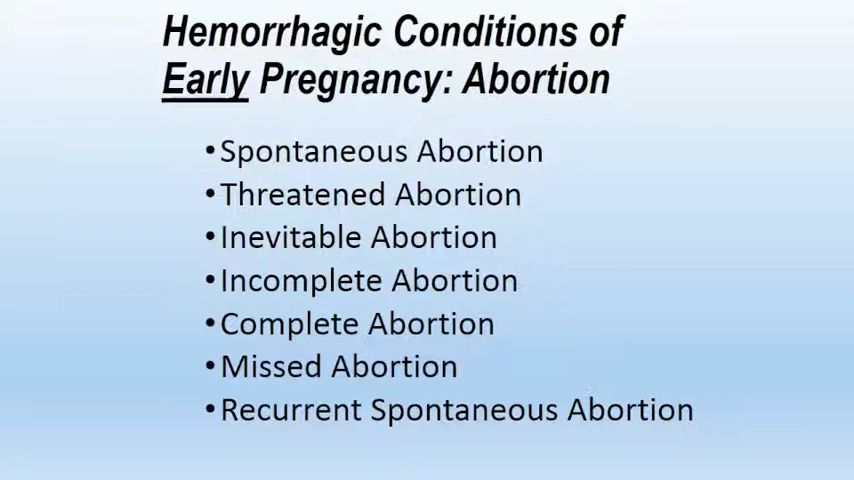 Hemorrhagic Conditions of
Early Pregnancy: Abortion
•Spontaneous Abortion
•Threatened Abortion
•Inevitable Abortion
•Incomplete Abortion
•Complete Abortion
•Missed Abortion
•Recurrent Spontaneous Abortion